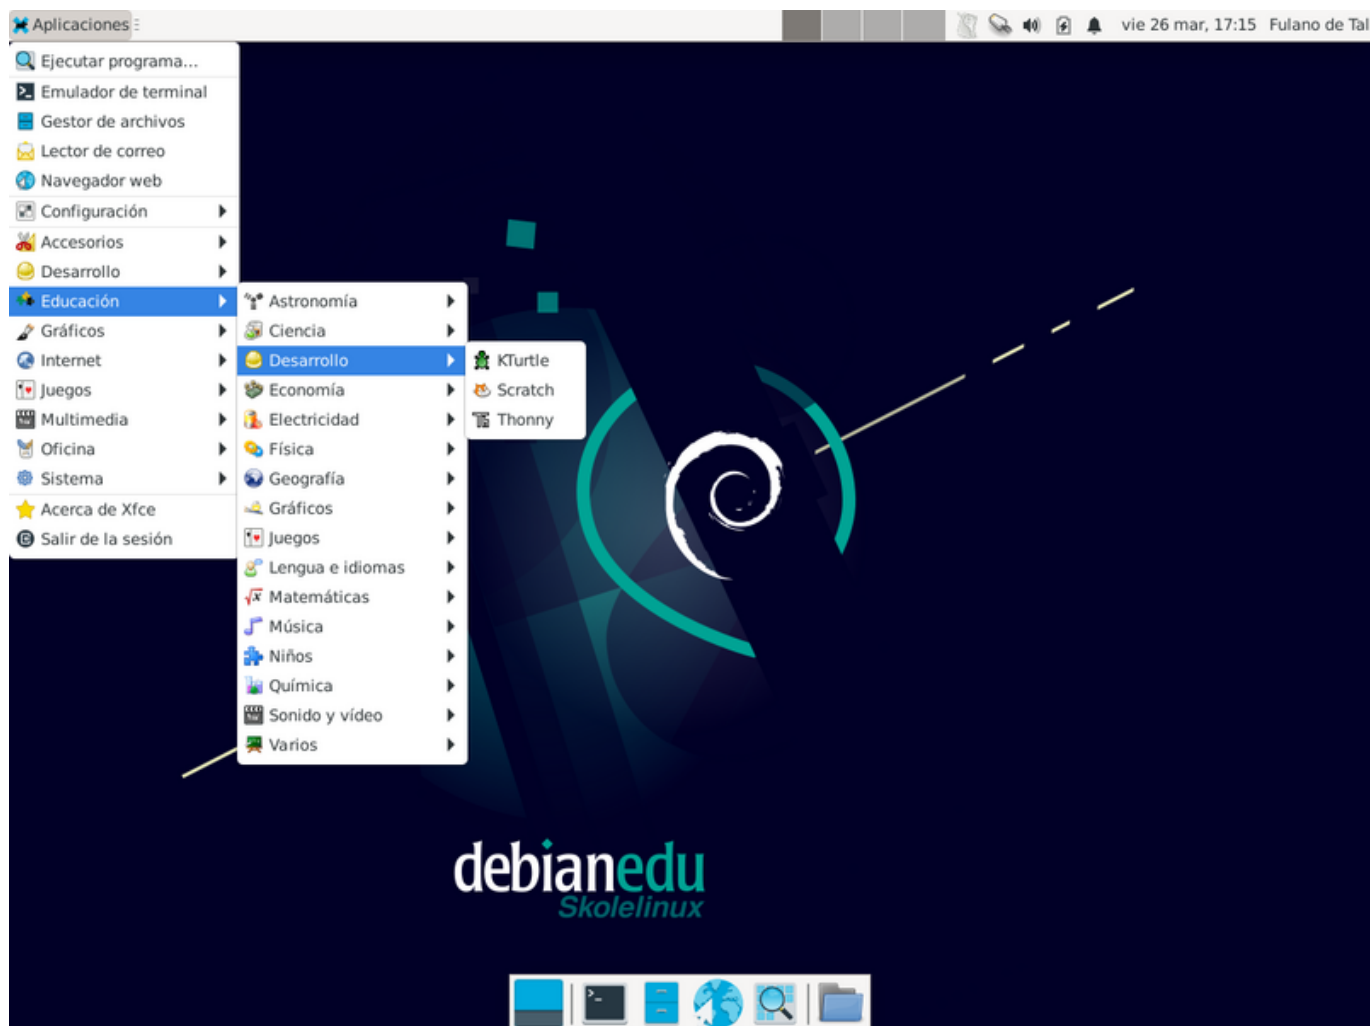 Aplicaciones
vie 26 mar, 17:15 Fulano de Tal
Ejecutar programa...
Emulador de terminal
Gestor de archivos
Lector de correo
Navegador web
Configuración
Accesorios
Desarrollo
Educación
Gráficos
Internet
Juegos
Multimedia
Oficina
Sistema
Acerca de Xfce
Salir de la sesión
Astronomía
Ciencia
Desarrollo
Economía
Electricidad
Física
Geografía
Gráficos
Juegos
Lengua e idiomas
Matemáticas
Música
Niños
Química
Sonido y vídeo
Varios
KTurtle
Scratch
Thonny
debianedu
Skolelinux